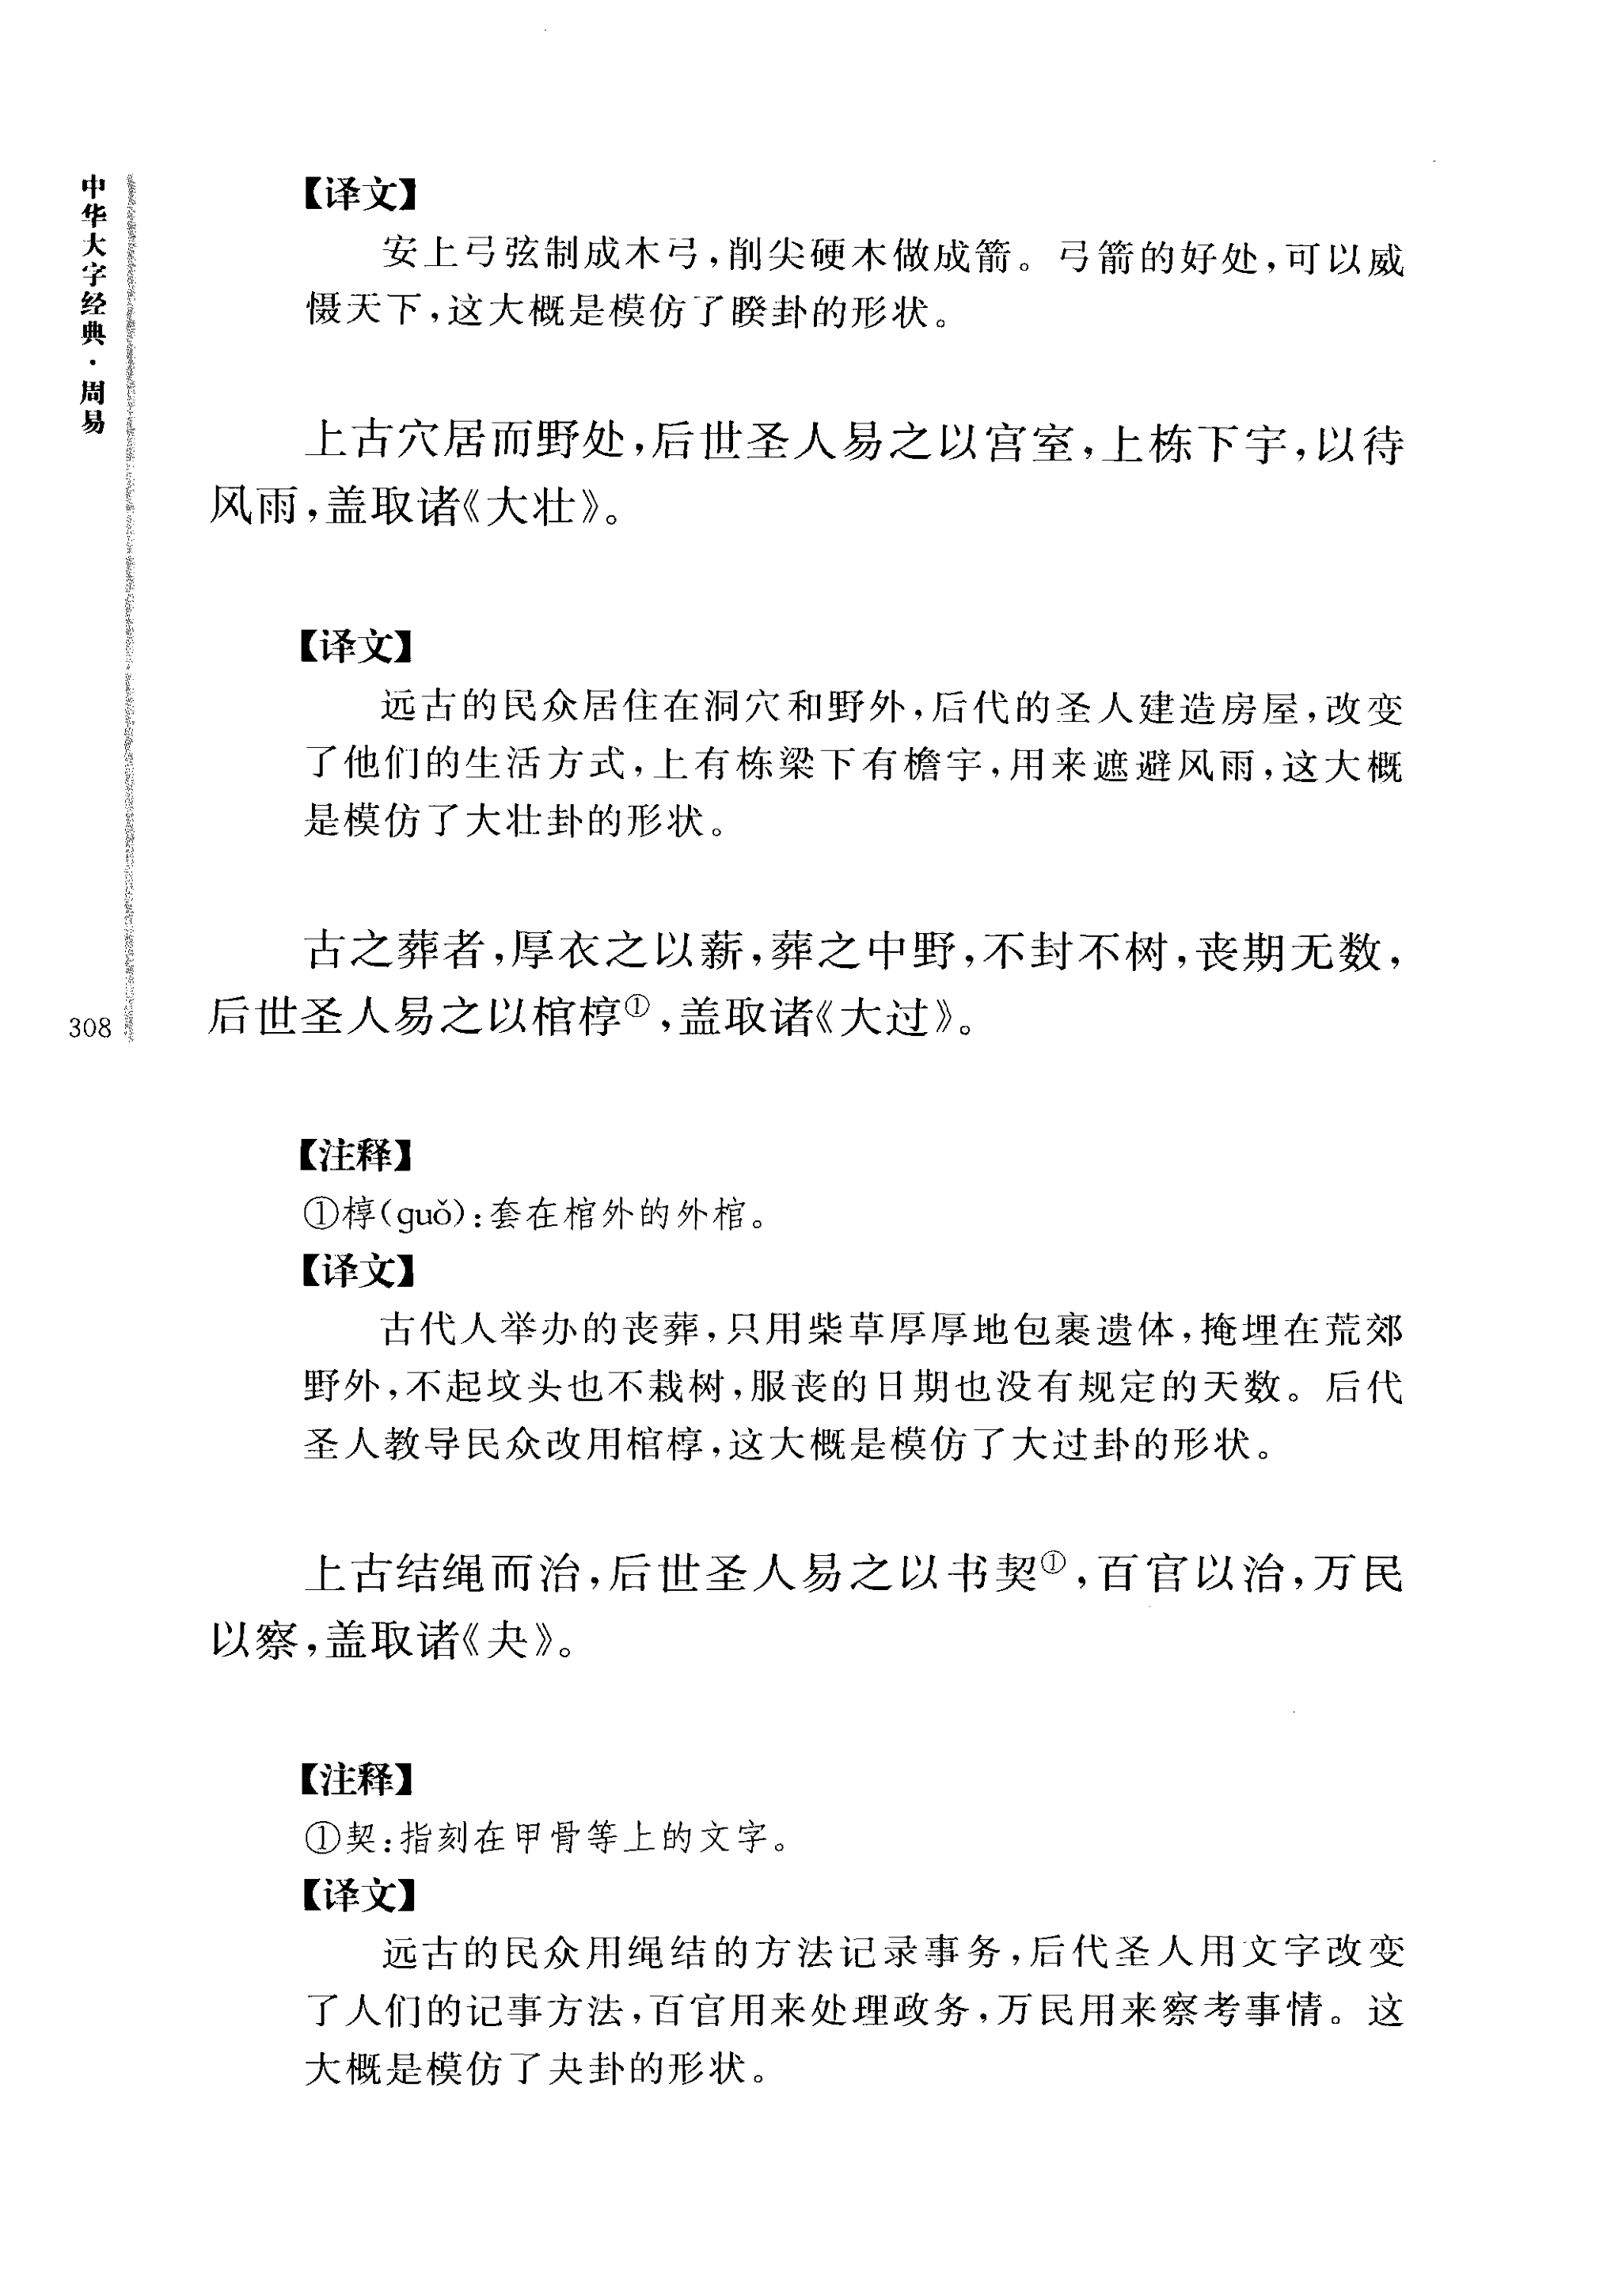 中华大字经典·周易
308
【译文】
安上弓弦制成木弓,削尖硬木做成箭。弓箭的好处,可以威
慑天下,这大概是模仿了睽卦的形状。
上古穴居而野处,后世圣人易之以宫室,上栋下宇,以待
风雨,盖取诸《大壮》。
【译文】
远古的民众居住在洞穴和野外,后代的圣人建造房屋,改变
了他们的生活方式,上有栋梁下有檐宇,用来遮避风雨,这大概
是模仿了大壮卦的形状。
古之葬者,厚衣之以薪,葬之中野,不封不树,丧期无数,
后世圣人易之以棺椁①,盖取诸《大过》。
【注释】
①椁(guǒ):套在棺外的外棺。
【译文】
古代人举办的丧葬,只用柴草厚厚地包裹遗体,掩埋在荒郊
野外,不起坟头也不栽树,服丧的日期也没有规定的天数。后代
圣人教导民众改用棺椁,这大概是模仿了大过卦的形状。
上古结绳而治,后世圣人易之以书契①,百官以治,万民
以察,盖取诸《夬》。
【注释】
①契:指刻在甲骨等上的文字。
【译文】
远古的民众用绳结的方法记录事务,后代圣人用文字改变
了人们的记事方法,百官用来处理政务,万民用来察考事情。这
大概是模仿了夬卦的形状。